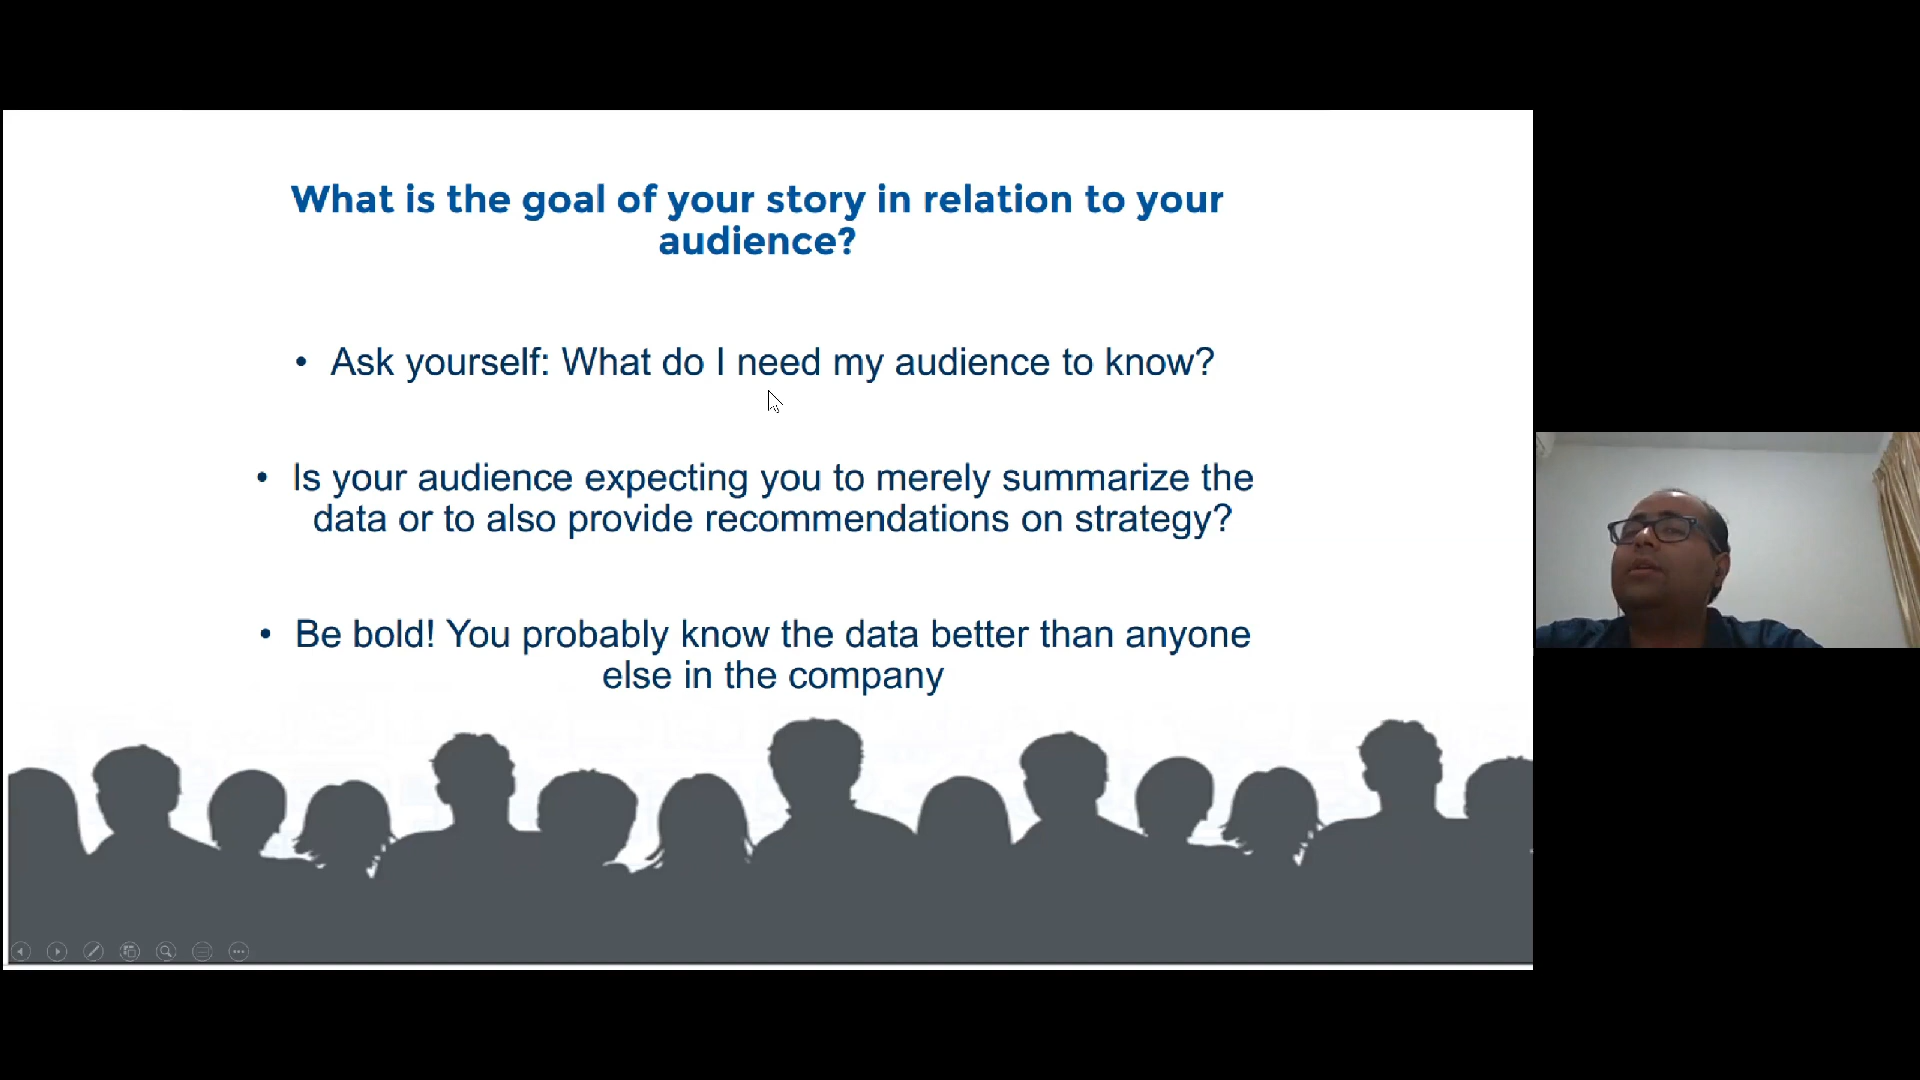 What is the goal of your story in relation to your
audience?
• Ask yourself: What do I need my audience to know?
• Is your audience expecting you to merely summarize the
data or to also provide recommendations on strategy?
• Be bold! You probably know the data better than anyone
else in the company